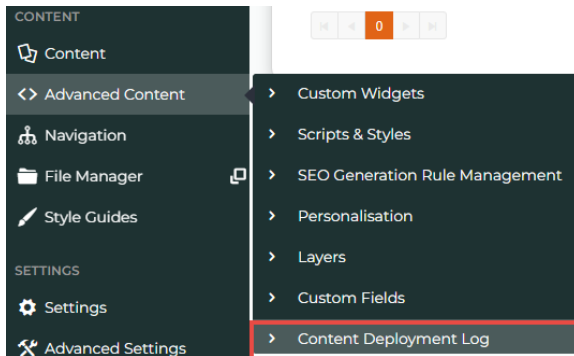 CONTENT
0
Content
Advanced Content
Custom Widgets
Navigation
Scripts & Styles
File Manager
SEO Generation Rule Management
Style Guides
Personalisation
Layers
SETTINGS
Custom Fields
Settings
Content Deployment Log
Advanced Settings